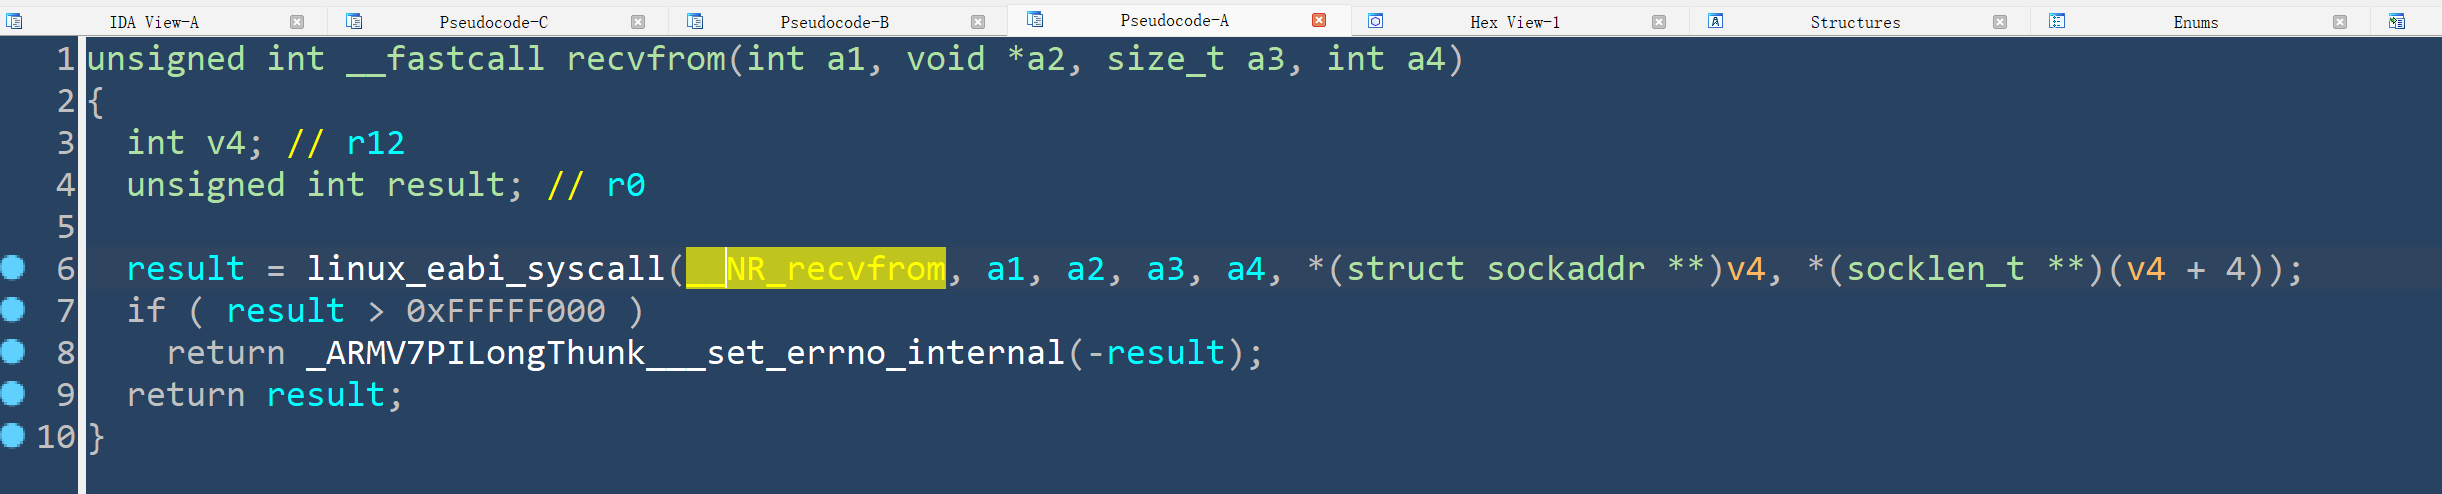 IDA View-A Pseudocode-C Pseudocode-B Pseudocode-A Hex View-1 Structures Enums
1 unsigned int __fastcall recvfrom(int a1, void *a2, size_t a3, int a4)
2 {
3   int v4; // r12
4   unsigned int result; // r0
5
6   result = linux_eabi_syscall(__NR_recvfrom, a1, a2, a3, a4, *(struct sockaddr **)v4, *(socklen_t **)(v4 + 4));
7   if ( result > 0xFFFFF000 )
8     return _ARMV7PILongThunk___set_errno_internal(-result);
9   return result;
10 }